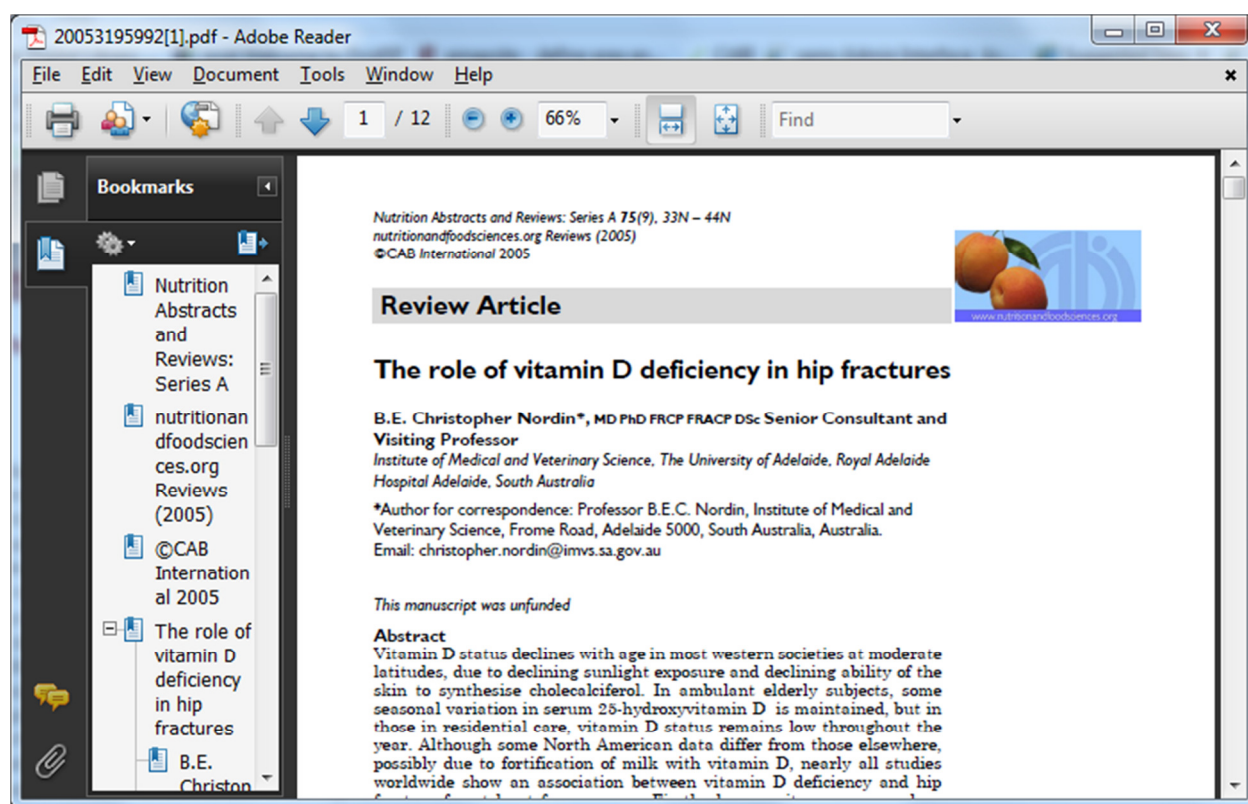 20053195992[1].pdf - Adobe Reader
File Edit View Document Tools Window Help
1 / 12 66% Find
Bookmarks
Nutrition
Abstracts
and
Reviews:
Series A
nutritionan
dfoodscien
ces.org
Reviews
(2005)
©CAB
Internation
al 2005
The role of
vitamin D
deficiency
in hip
fractures
B.E.
Christop
Nutrition Abstracts and Reviews: Series A 75(9), 33N – 44N
nutritionandfoodsciences.org Reviews (2005)
©CAB International 2005
www.nutritionandfoodsciences.org
Review Article
The role of vitamin D deficiency in hip fractures
B.E. Christopher Nordin*, MD PhD FRCP FRACP DSc Senior Consultant and
Visiting Professor
Institute of Medical and Veterinary Science, The University of Adelaide, Royal Adelaide
Hospital Adelaide, South Australia
*Author for correspondence: Professor B.E.C. Nordin, Institute of Medical and
Veterinary Science, Frome Road, Adelaide 5000, South Australia, Australia.
Email: christopher.nordin@imvs.sa.gov.au
This manuscript was unfunded
Abstract
Vitamin D status declines with age in most western societies at moderate
latitudes, due to declining sunlight exposure and declining ability of the
skin to synthesise cholecalciferol. In ambulant elderly subjects, some
seasonal variation in serum 25-hydroxyvitamin D is maintained, but in
those in residential care, vitamin D status remains low throughout the
year. Although some North American data differ from those elsewhere,
possibly due to fortification of milk with vitamin D, nearly all studies
worldwide show an association between vitamin D deficiency and hip